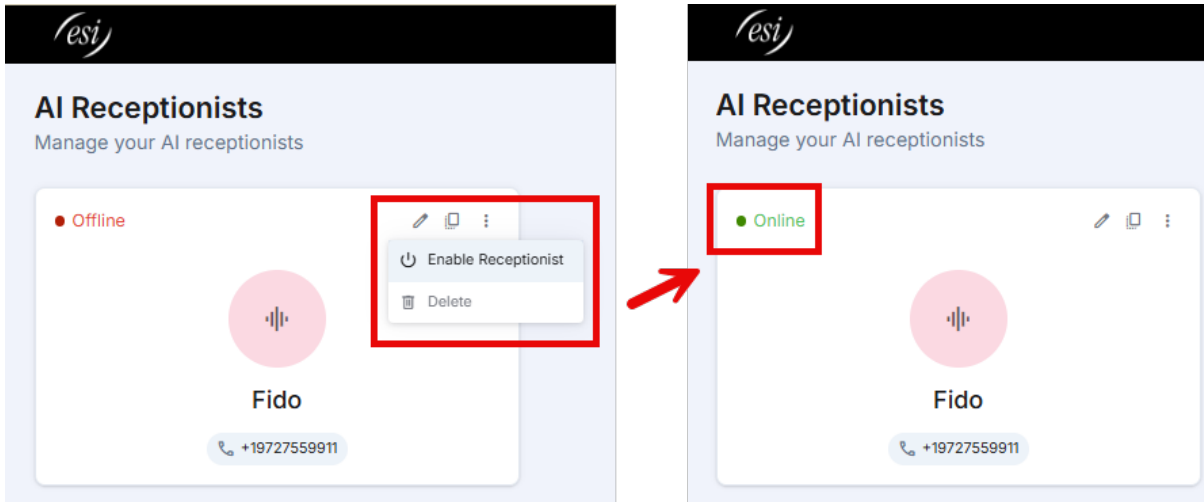 esi
AI Receptionists
Manage your AI receptionists
Offline
Enable Receptionist
Delete
Fido
+19727559911
esi
AI Receptionists
Manage your AI receptionists
Online
Fido
+19727559911